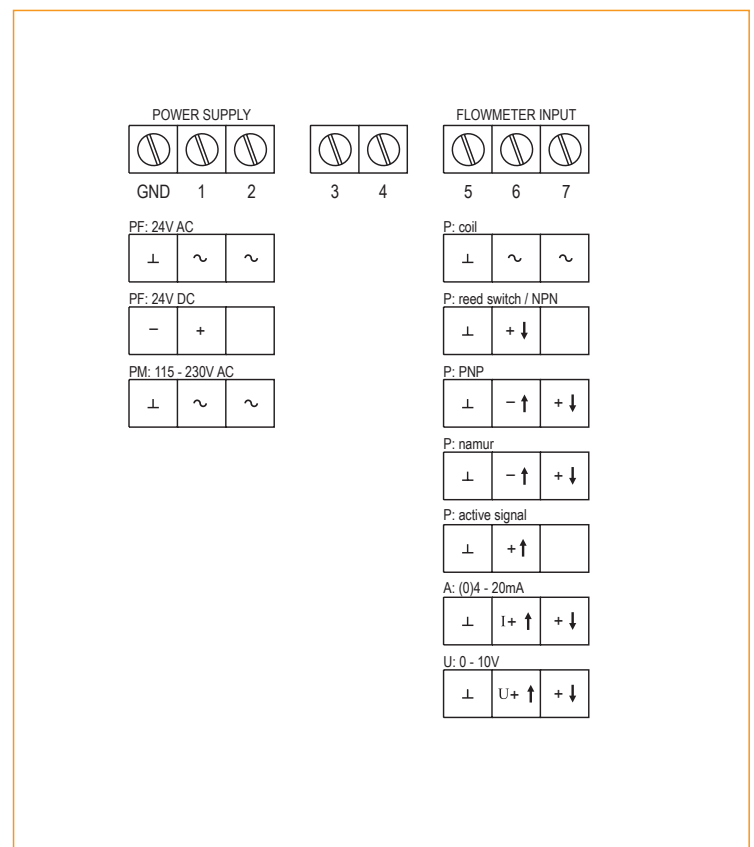 POWER SUPPLY
FLOWMETER INPUT
GND 1 2 3 4 5 6 7
PF: 24V AC
⊥ ~ ~
PF: 24V DC
− +
PM: 115 - 230V AC
⊥ ~ ~
P: coil
⊥ ~ ~
P: reed switch / NPN
⊥ +↓
P: PNP
⊥ −↑ +↓
P: namur
⊥ −↑ +↓
P: active signal
⊥ +↑
A: (0)4 - 20mA
⊥ I+ ↑ +↓
U: 0 - 10V
⊥ U+ ↑ +↓